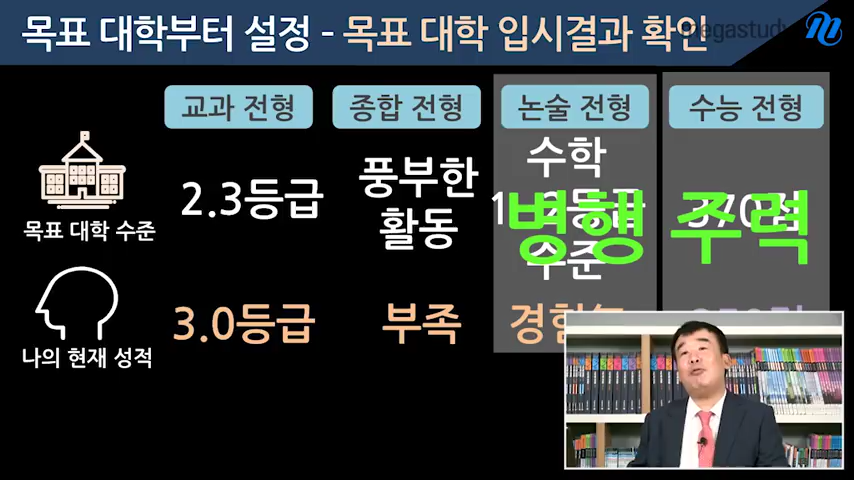 목표 대학부터 설정 - 목표 대학 입시결과 확인
megastudy
교과 전형
종합 전형
논술 전형
수능 전형
목표 대학 수준
2.3등급
풍부한
활동
수학
등급
수준
병행 주력
나의 현재 성적
3.0등급
부족